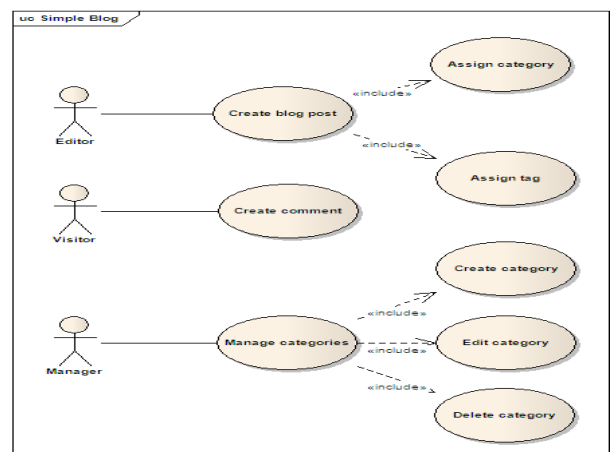 uc Simple Blog
Assign category
«include»
Create blog post
Editor
«include»
Assign tag
Create comment
Visitor
Create category
«include»
Manage categories
Edit category
«include»
Manager
«include»
Delete category